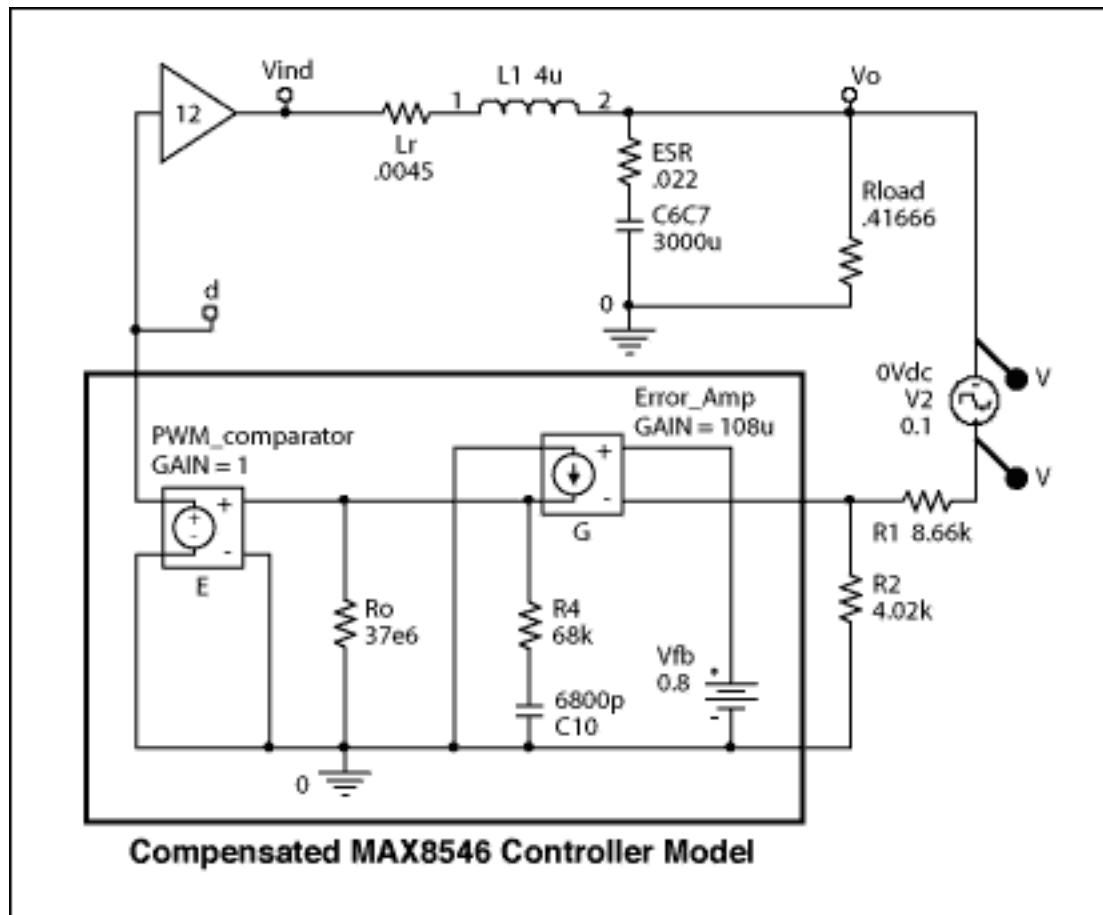 12
Vind
Lr
.0045
1
L1 4u
2
Vo
ESR
.022
C6C7
3000u
0
Rload
.41666
d
0Vdc
V2
0.1
-
V
V
PWM_comparator
GAIN = 1
+
-
+
-
E
Error_Amp
GAIN = 108u
+
-
G
R1 8.66k
R2
4.02k
Ro
37e6
R4
68k
6800p
C10
Vfb
0.8
-
0
Compensated MAX8546 Controller Model